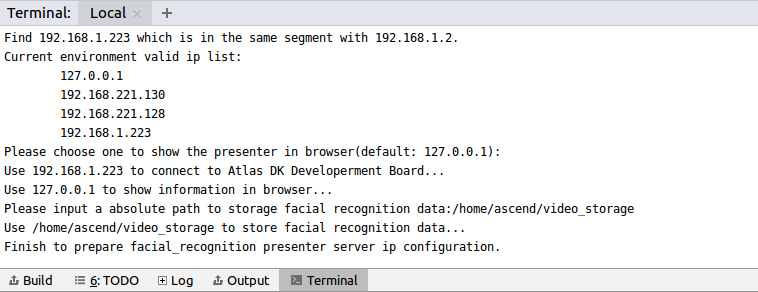 Terminal: Local × +
Find 192.168.1.223 which is in the same segment with 192.168.1.2.
Current environment valid ip list:
127.0.0.1
192.168.221.130
192.168.221.128
192.168.1.223
Please choose one to show the presenter in browser(default: 127.0.0.1):
Use 192.168.1.223 to connect to Atlas DK Developerment Board...
Use 127.0.0.1 to show information in browser...
Please input a absolute path to storage facial recognition data:/home/ascend/video_storage
Use /home/ascend/video_storage to store facial recognition data...
Finish to prepare facial_recognition presenter server ip configuration.
Build 6: TODO Log Output Terminal